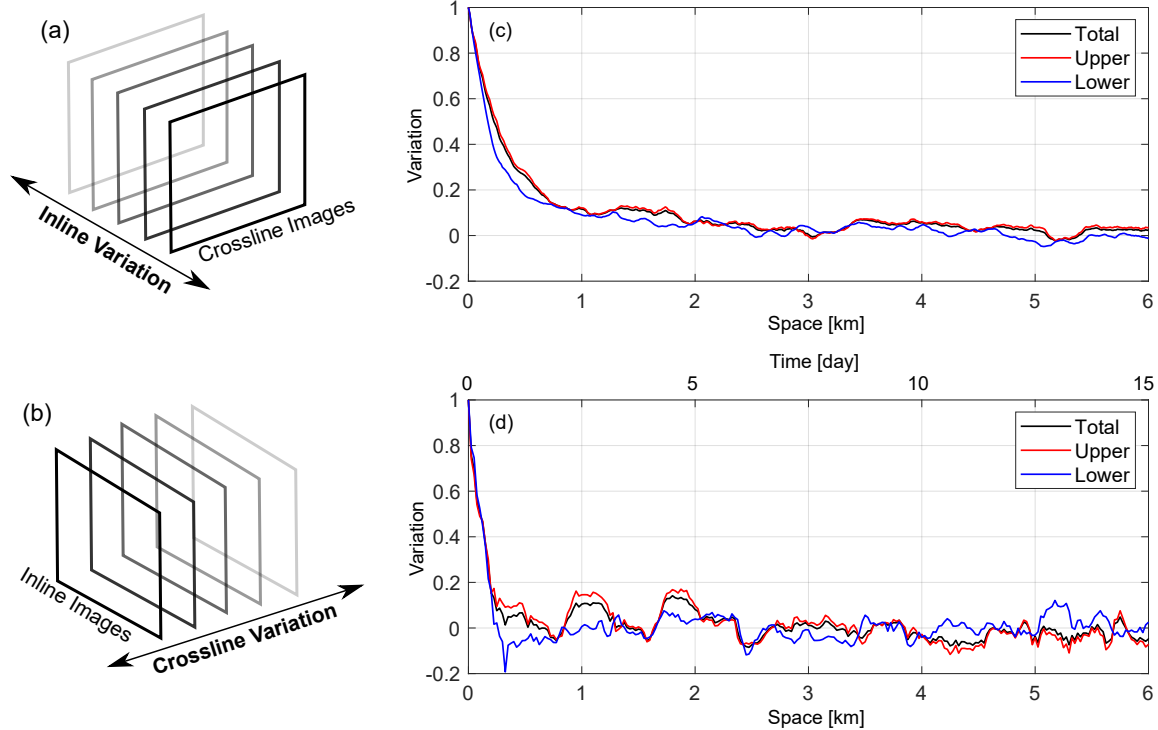 (a)
Inline Variation
Crossline Images
(c)
Total
Upper
Lower
Variation
1
0.8
0.6
0.4
0.2
0
-0.2
0 1 2 3 4 5 6
Space [km]
(b)
Inline Images
Crossline Variation
Time [day]
0 5 10 15
(d)
Total
Upper
Lower
Variation
1
0.8
0.6
0.4
0.2
0
-0.2
0 1 2 3 4 5 6
Space [km]